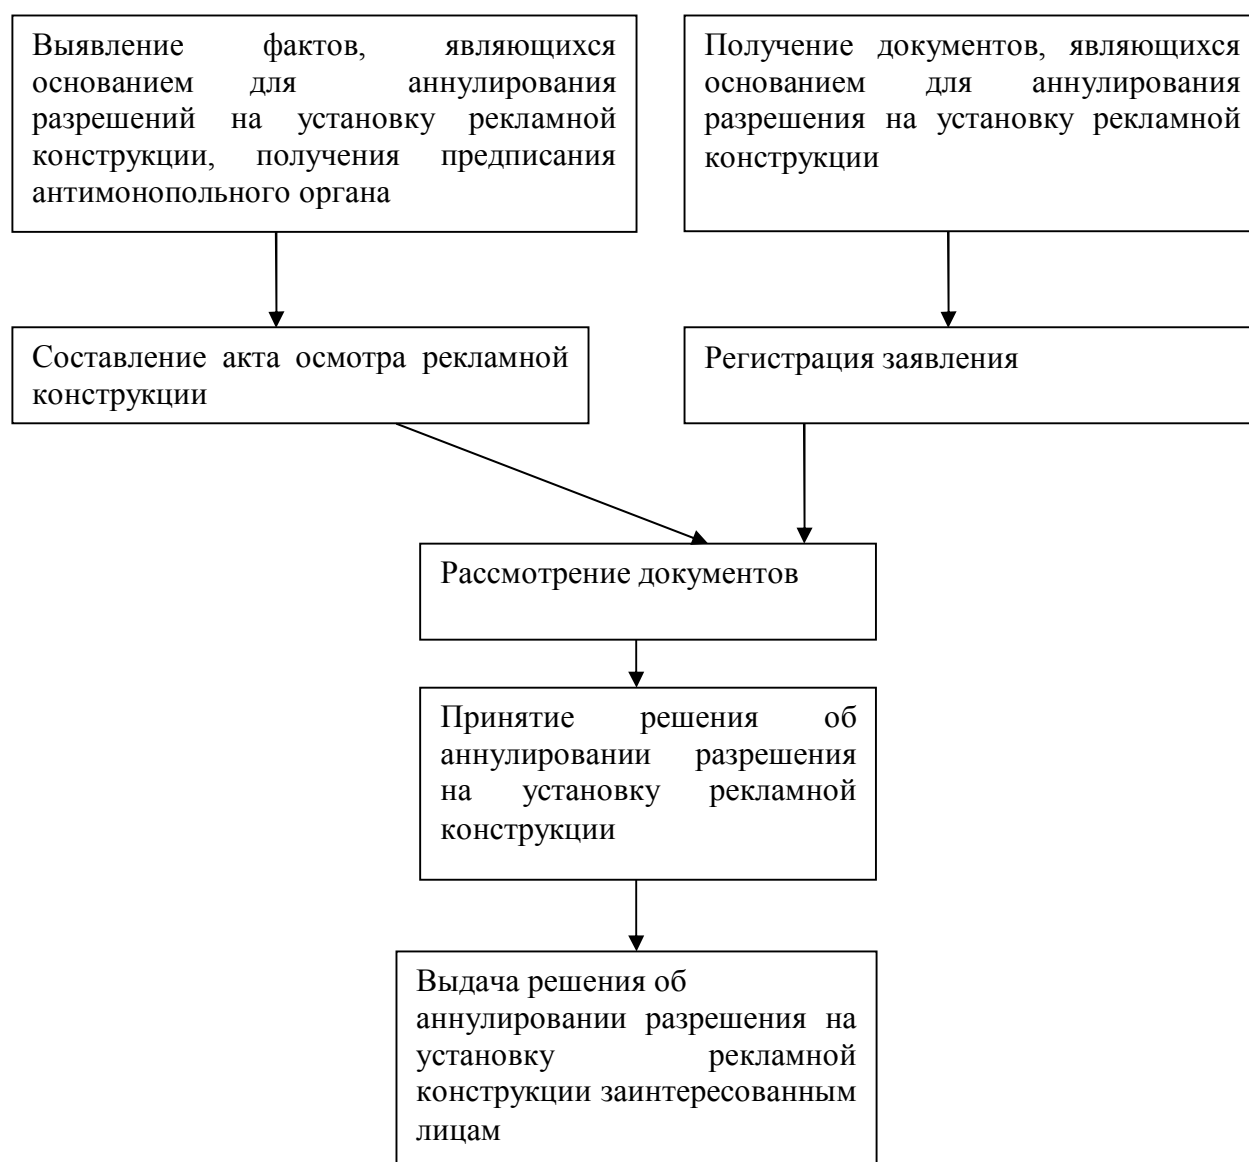 Выявление фактов, являющихся
основанием для аннулирования
разрешений на установку рекламной
конструкции, получения предписания
антимонопольного органа
Получение документов, являющихся
основанием для аннулирования
разрешения на установку рекламной
конструкции
Составление акта осмотра рекламной
конструкции
Регистрация заявления
Рассмотрение документов
Принятие решения об
аннулировании разрешения
на установку рекламной
конструкции
Выдача решения об
аннулировании разрешения на
установку рекламной
конструкции заинтересованным
лицам